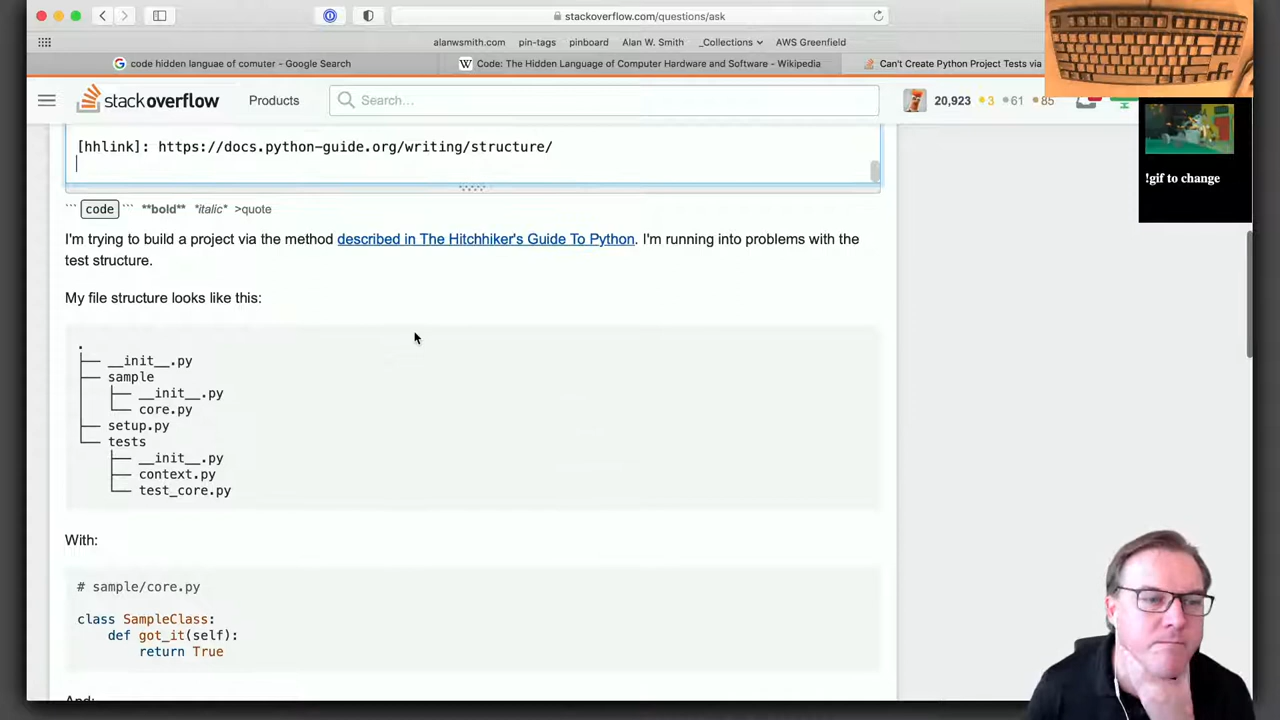 stackoverflow.com/questions/ask
alanwsmith.com pin-tags pinboard Alan W. Smith _Collections AWS Greenfield
code hidden languae of comuter - Google Search
Code: The Hidden Language of Computer Hardware and Software - Wikipedia
Can't Create Python Project Tests via
stackoverflow
Products
Search...
20,923 3 61 85
[hhlink]: https://docs.python-guide.org/writing/structure/
!gif to change
``` code ``` **bold** *italic* >quote
I'm trying to build a project via the method described in The Hitchhiker's Guide To Python. I'm running into problems with the
test structure.
My file structure looks like this:
.
├── __init__.py
├── sample
│   ├── __init__.py
│   └── core.py
├── setup.py
└── tests
    ├── __init__.py
    ├── context.py
    └── test_core.py
With:
# sample/core.py
class SampleClass:
    def got_it(self):
        return True
And: